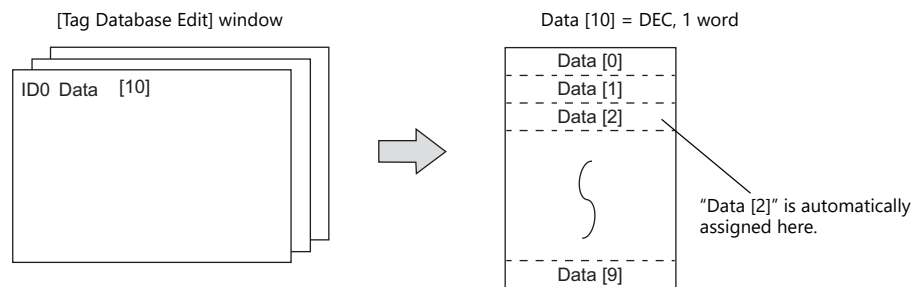 [Tag Database Edit] window
Data [10] = DEC, 1 word
ID0 Data [10]
Data [0]
Data [1]
Data [2]
“Data [2]” is automatically
assigned here.
Data [9]